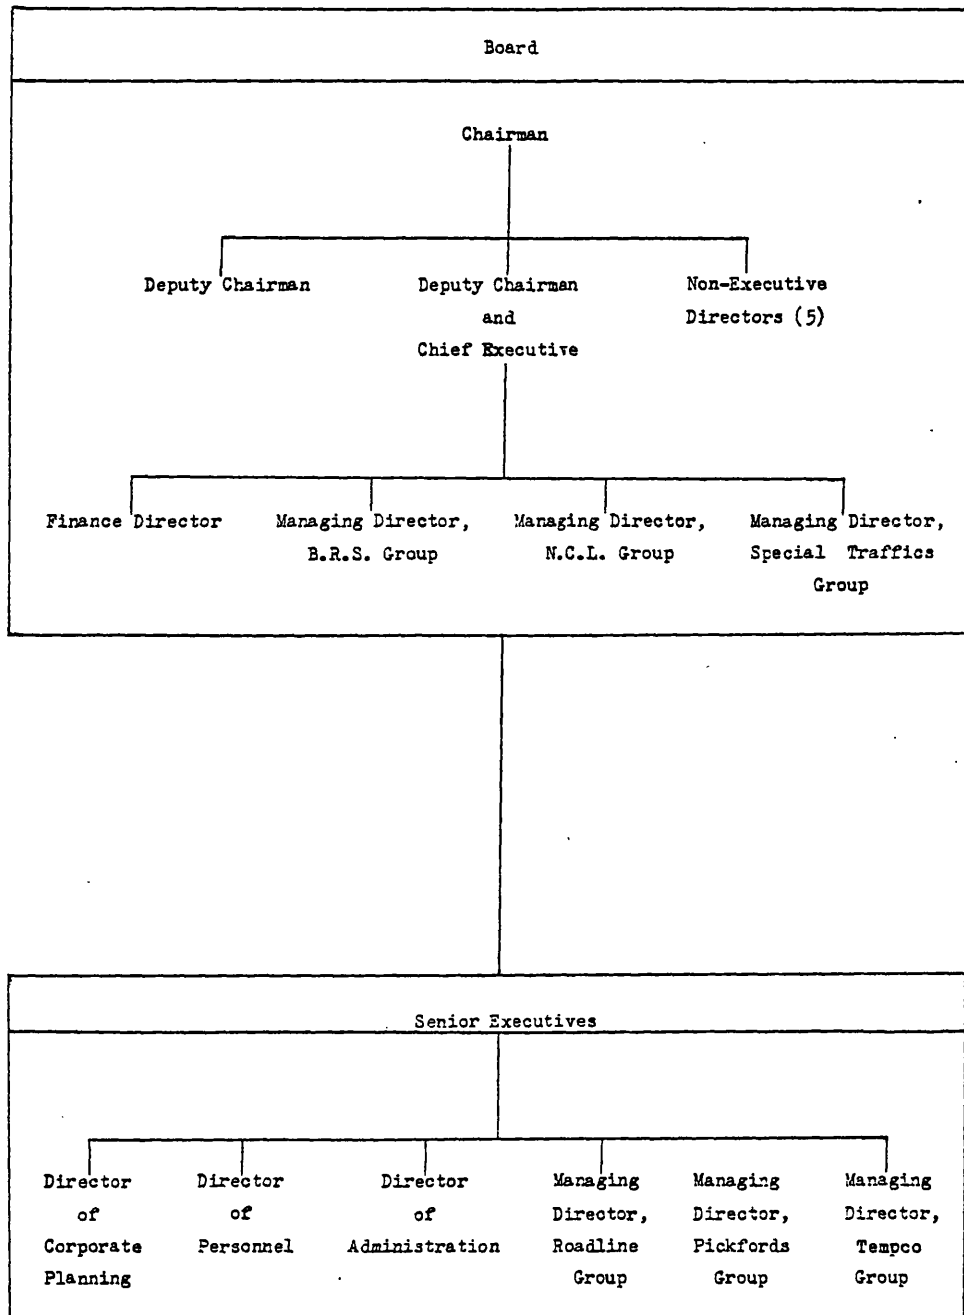 Board
Chairman
Deputy Chairman
Deputy Chairman
and
Chief Executive
Non-Executive
Directors (5)
Finance Director
Managing Director,
B.R.S. Group
Managing Director,
N.C.L. Group
Managing Director,
Special Traffics
Group
Senior Executives
Director
of
Corporate
Planning
Director
of
Personnel
Director
of
Administration
Managing
Director,
Roadline
Group
Managing
Director,
Pickfords
Group
Managing
Director,
Tempco
Group